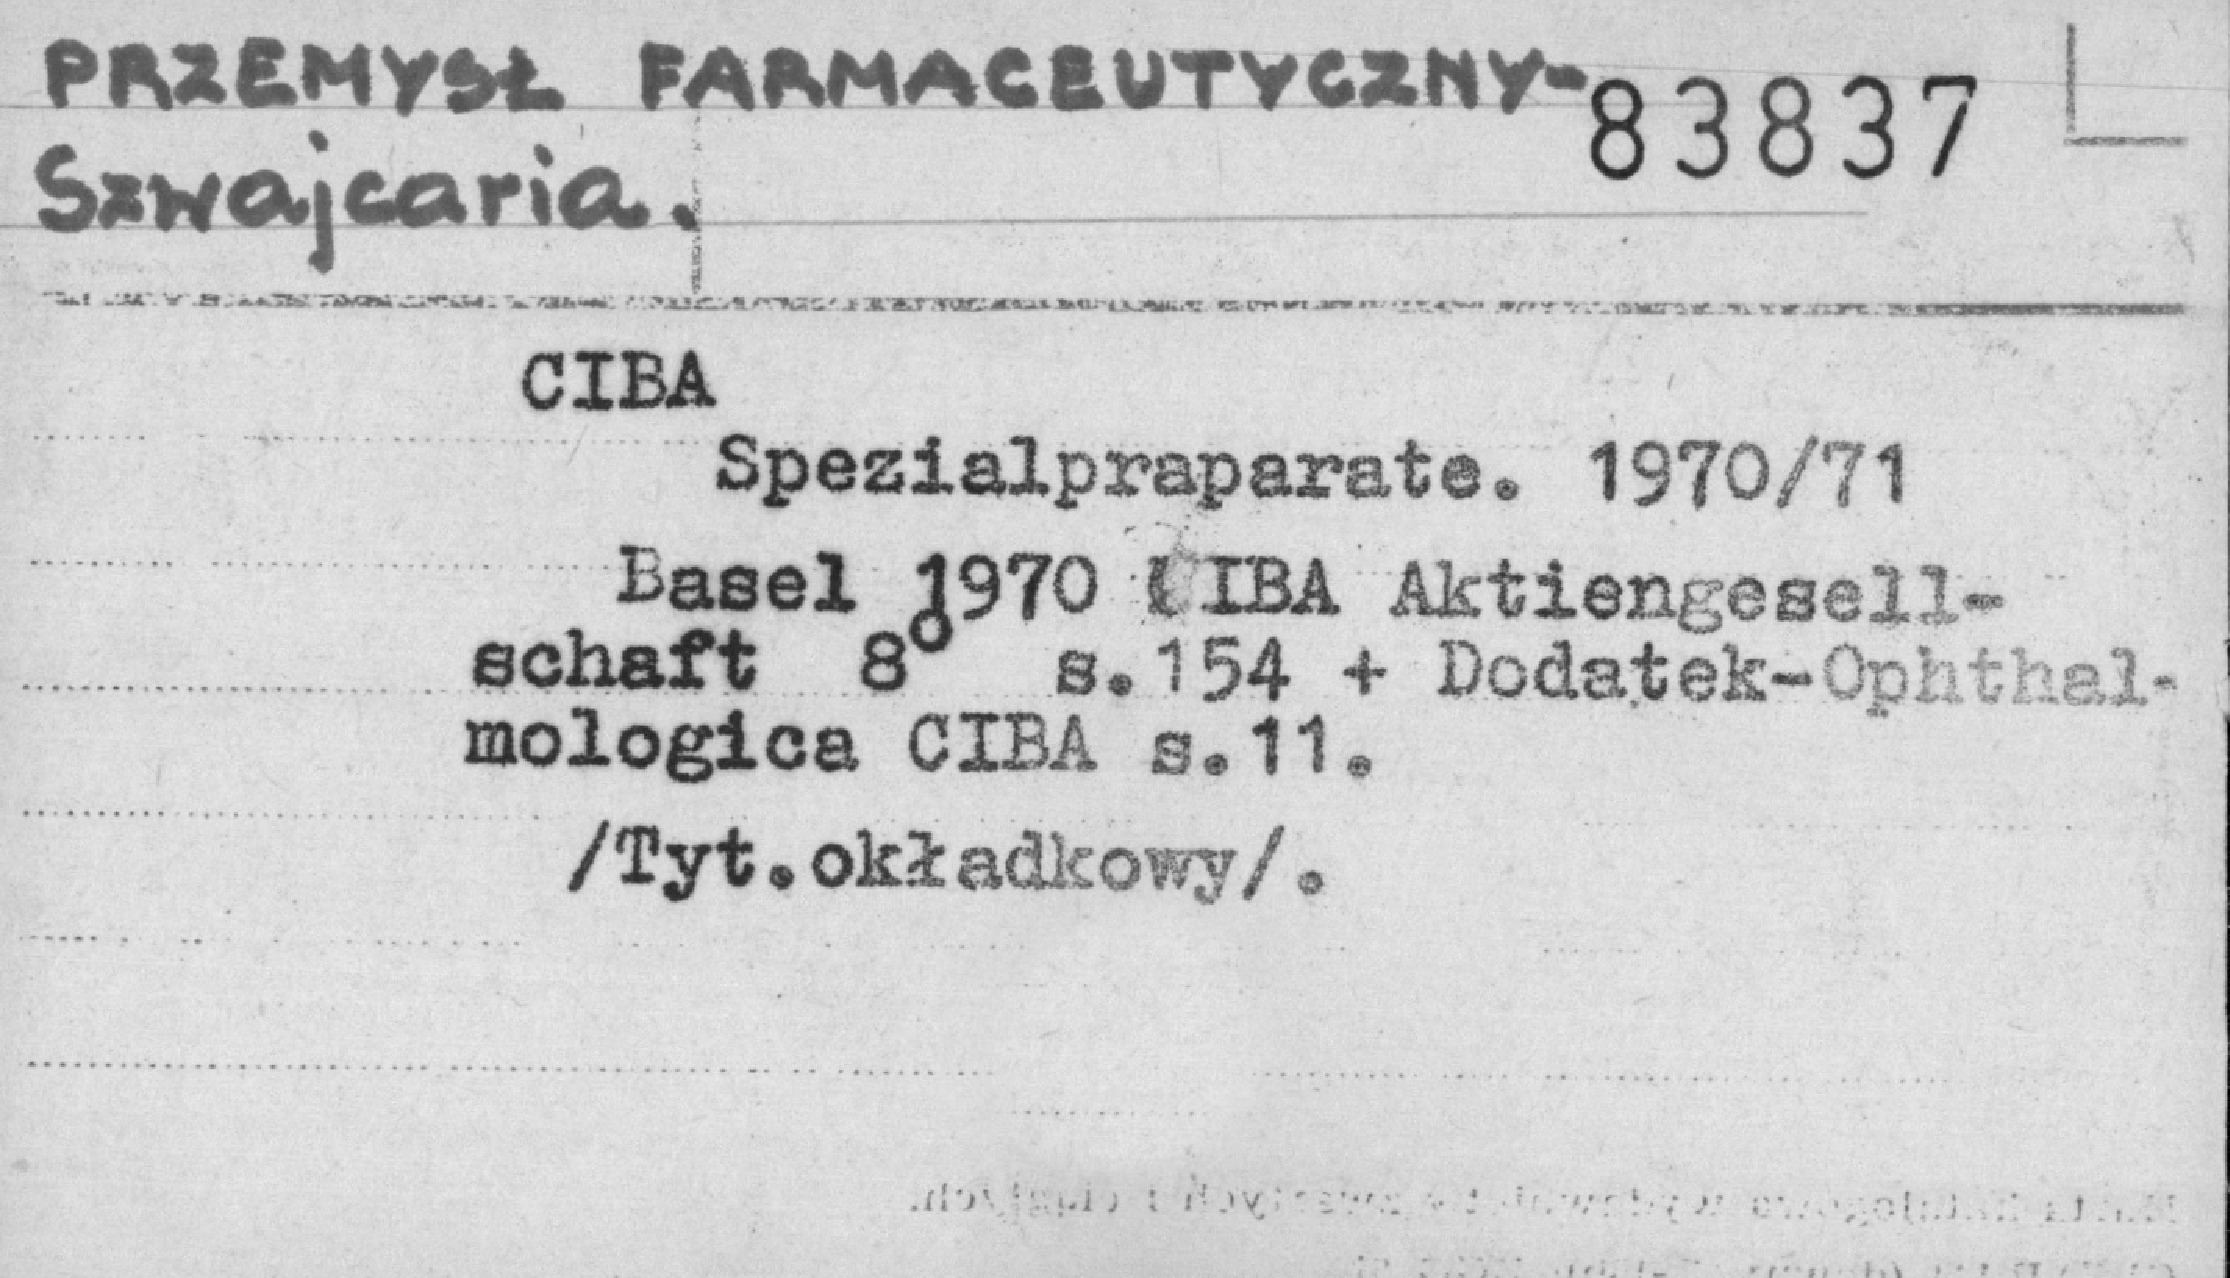 PRZEMYSŁ FARMACEUTYCZNY-
83837
Szwajcaria.
CIBA
Spezialpraparate. 1970/71
Basel 1970 CIBA Aktiengesell-
schaft 8° s.154 + Dodatek-Ophthal-
mologica CIBA s.11.
/Tyt.okładkowy/.